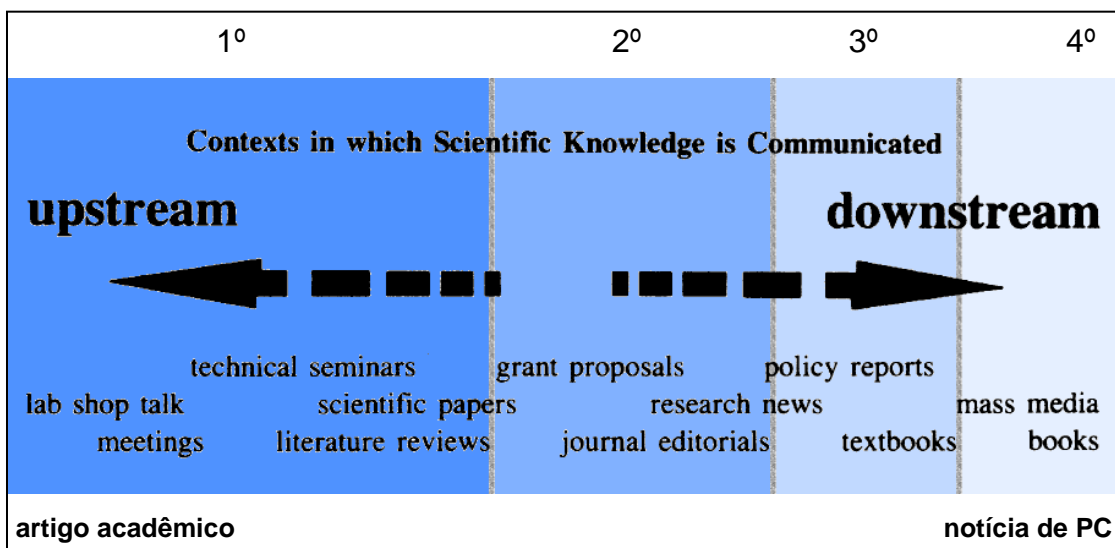 1º 2º 3º 4º
Contexts in which Scientific Knowledge is Communicated
upstream downstream
technical seminars grant proposals policy reports
lab shop talk scientific papers research news mass media
meetings literature reviews journal editorials textbooks books
artigo acadêmico notícia de PC